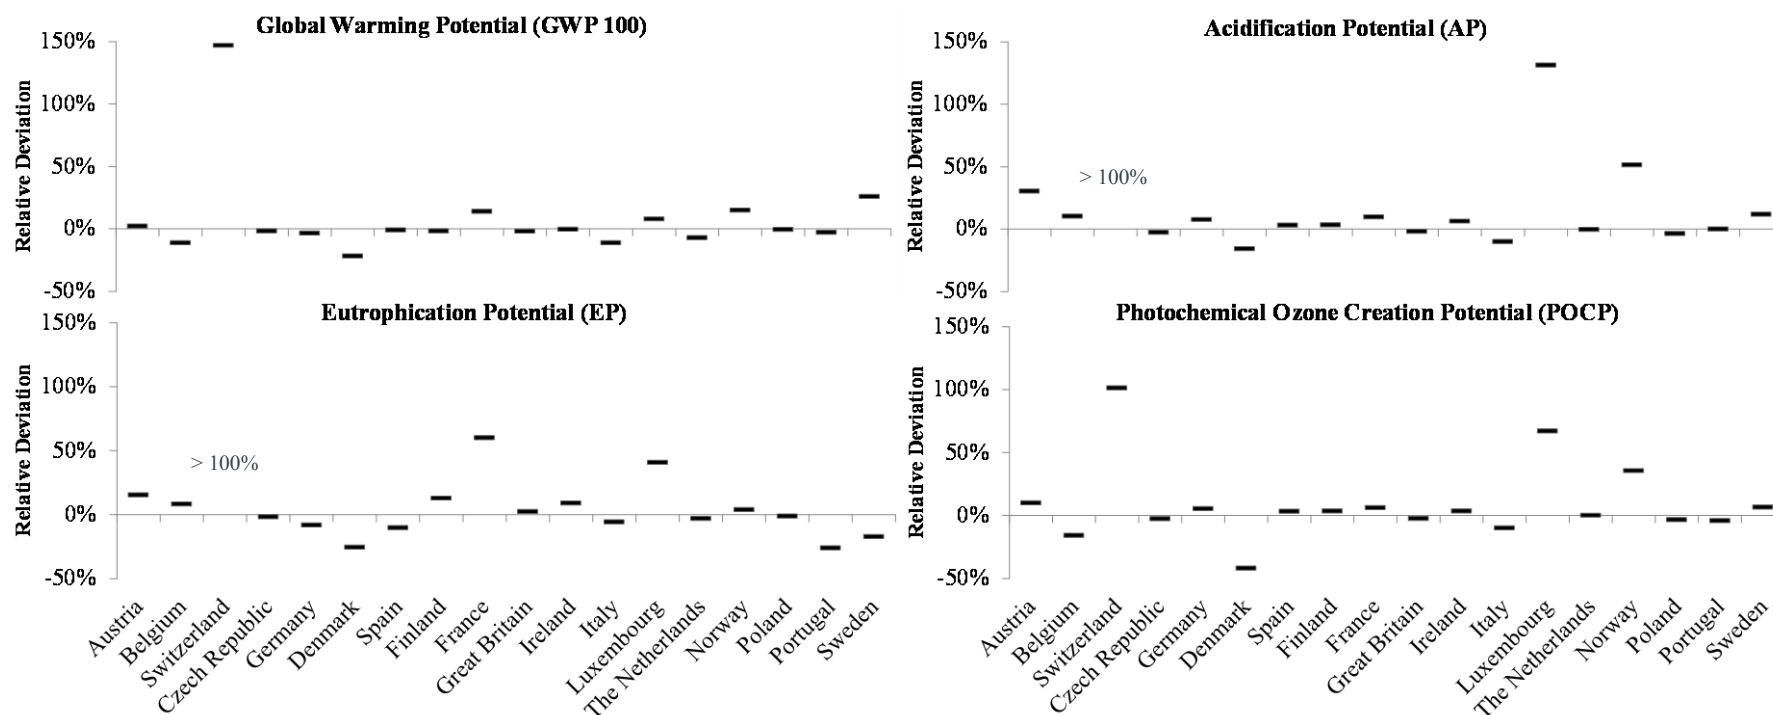 Global Warming Potential (GWP 100)
150%
100%
50%
0%
-50%
Relative Deviation
Acidification Potential (AP)
150%
100%
50%
0%
-50%
Relative Deviation
> 100%
Eutrophication Potential (EP)
150%
100%
50%
0%
-50%
Relative Deviation
> 100%
Austria
Belgium
Switzerland
Czech Republic
Germany
Denmark
Spain
Finland
France
Great Britain
Ireland
Italy
Luxembourg
The Netherlands
Norway
Poland
Portugal
Sweden
Photochemical Ozone Creation Potential (POCP)
150%
100%
50%
0%
-50%
Relative Deviation
Austria
Belgium
Switzerland
Czech Republic
Germany
Denmark
Spain
Finland
France
Great Britain
Ireland
Italy
Luxembourg
The Netherlands
Norway
Poland
Portugal
Sweden